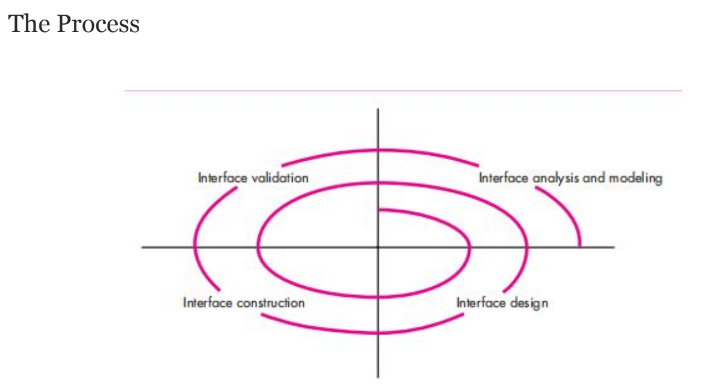 The Process
Interface validation
Interface analysis and modeling
Interface construction
Interface design